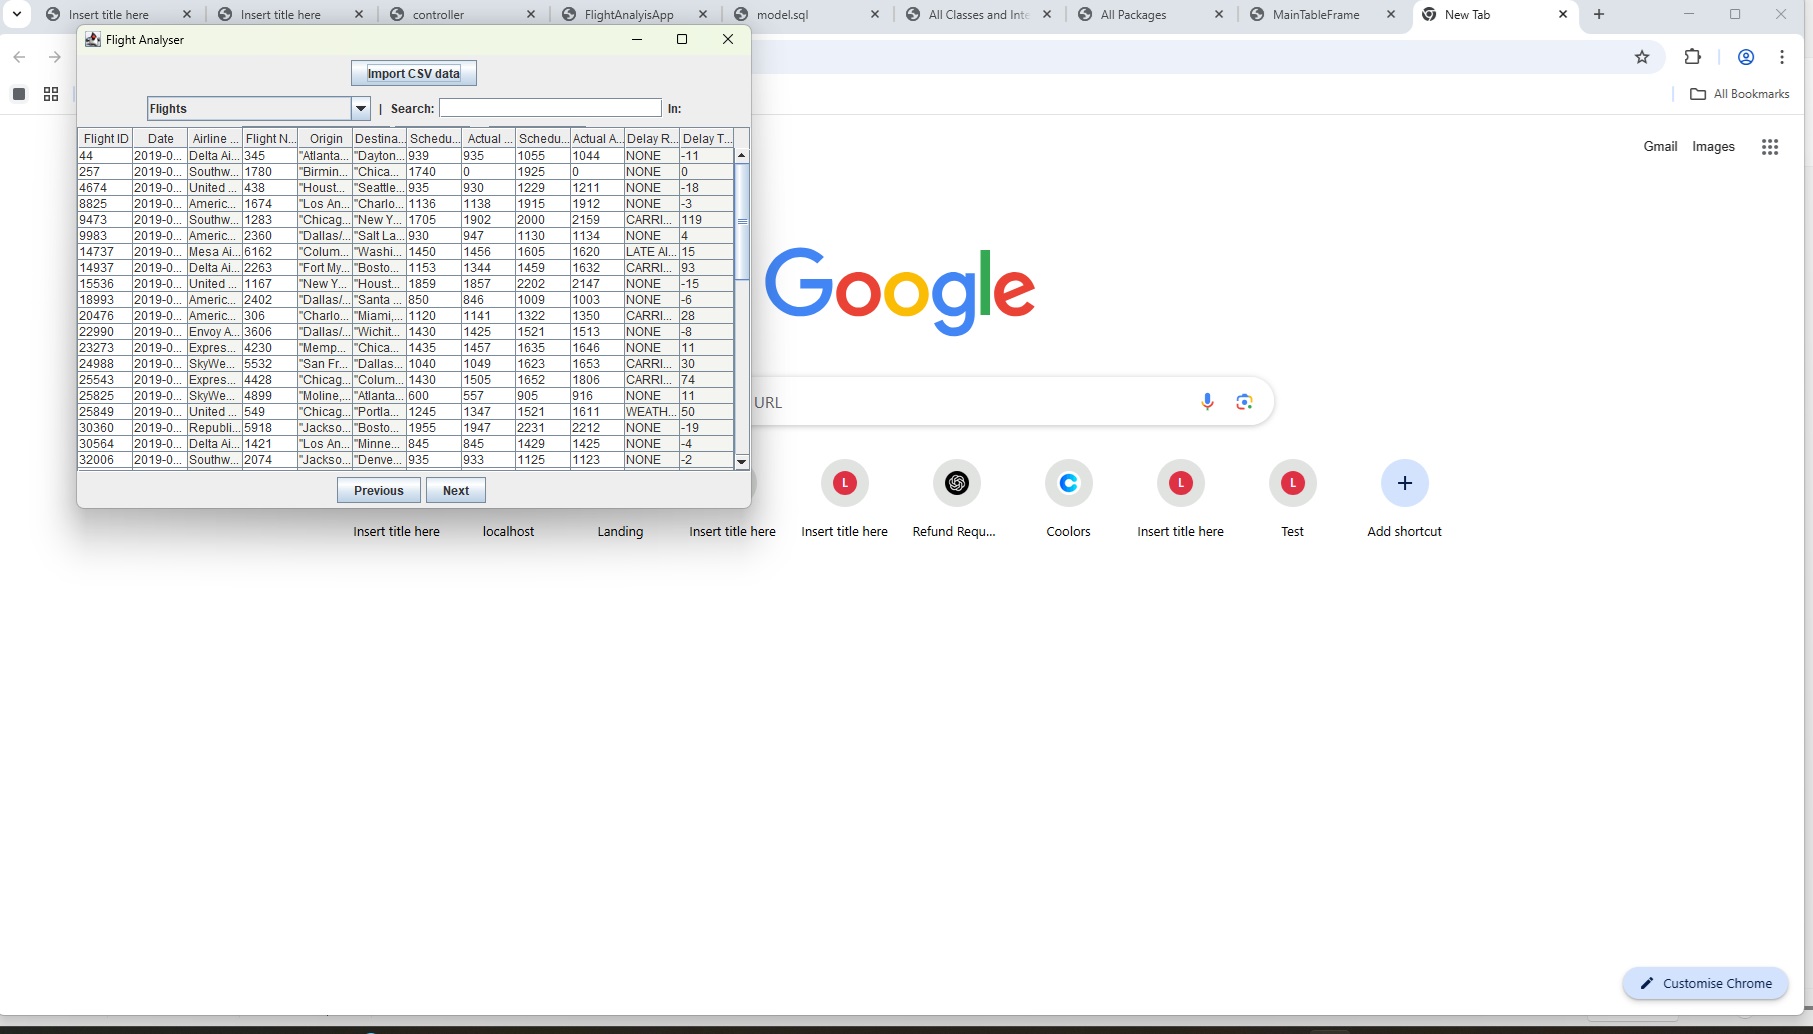 Insert title here
Insert title here
controller
FlightAnalyisApp
model.sql
All Classes and Inte
All Packages
MainTableFrame
New Tab
Flight Analyser
Import CSV data
All Bookmarks
Flights | Search: In:
Flight ID Date Airline ... Flight N... Origin Destina... Schedu... Actual ... Schedu... Actual A... Delay R... Delay T...
44 2019-0... Delta Ai... 345 "Atlanta... "Dayton... 939 935 1055 1044 NONE -11
257 2019-0... Southw... 1780 "Birmin... "Chica... 1740 0 1925 0 NONE 0
4674 2019-0... United ... 438 "Houst... "Seattle... 935 930 1229 1211 NONE -18
8825 2019-0... Americ... 1674 "Los An... "Charlo... 1136 1138 1915 1912 NONE -3
9473 2019-0... Southw... 1283 "Chicag... "New Y... 1705 1902 2000 2159 CARRI... 119
9983 2019-0... Americ... 2360 "Dallas/... "Salt La... 930 947 1130 1134 NONE 4
14737 2019-0... Mesa Ai... 6162 "Colum... "Washi... 1450 1456 1605 1620 LATE AI... 15
14937 2019-0... Delta Ai... 2263 "Fort My... "Bosto... 1153 1344 1459 1632 CARRI... 93
15536 2019-0... United ... 1167 "New Y... "Houst... 1859 1857 2202 2147 NONE -15
18993 2019-0... Americ... 2402 "Dallas/... "Santa ... 850 846 1009 1003 NONE -6
20476 2019-0... Americ... 306 "Charlo... "Miami,... 1120 1141 1322 1350 CARRI... 28
22990 2019-0... Envoy A... 3606 "Dallas/... "Wichit... 1430 1425 1521 1513 NONE -8
23273 2019-0... Expres... 4230 "Memp... "Chica... 1435 1457 1635 1646 NONE 11
24988 2019-0... SkyWe... 5532 "San Fr... "Dallas... 1040 1049 1623 1653 CARRI... 30
25543 2019-0... Expres... 4428 "Chicag... "Colum... 1430 1505 1652 1806 CARRI... 74
25825 2019-0... SkyWe... 4899 "Moline,... "Atlanta... 600 557 905 916 NONE 11
25849 2019-0... United ... 549 "Chicag... "Portla... 1245 1347 1521 1611 WEATH... 50
30360 2019-0... Republi... 5918 "Jackso... "Bosto... 1955 1947 2231 2212 NONE -19
30564 2019-0... Delta Ai... 1421 "Los An... "Minne... 845 845 1429 1425 NONE -4
32006 2019-0... Southw... 2074 "Jackso... "Denve... 935 933 1125 1123 NONE -2
Previous Next
Gmail Images
Google
URL
L
L
L
Insert title here
localhost
Landing
Insert title here
Insert title here
Refund Requ...
Coolors
Insert title here
Test
Add shortcut
Customise Chrome